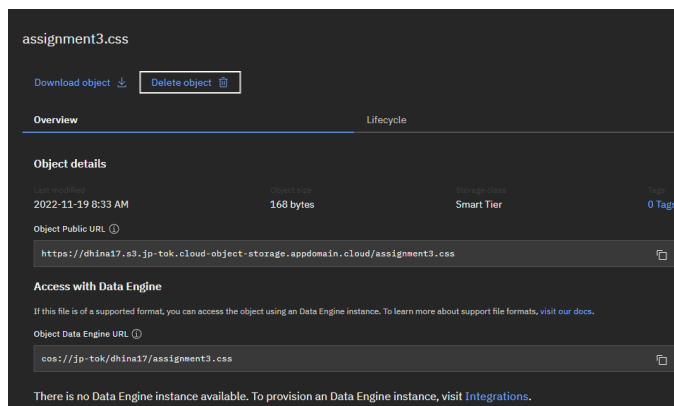 assignment3.css
Download object
Delete object
Overview
Lifecycle
Object details
Last modified Object size Storage class Tags
2022-11-19 8:33 AM 168 bytes Smart Tier 0 Tags
Object Public URL
https://dhina17.s3.jp-tok.cloud-object-storage.appdomain.cloud/assignment3.css
Access with Data Engine
If this file is of a supported format, you can access the object using an Data Engine instance. To learn more about support file formats, visit our docs.
Object Data Engine URL
cos://jp-tok/dhina17/assignment3.css
There is no Data Engine instance available. To provision an Data Engine instance, visit Integrations.